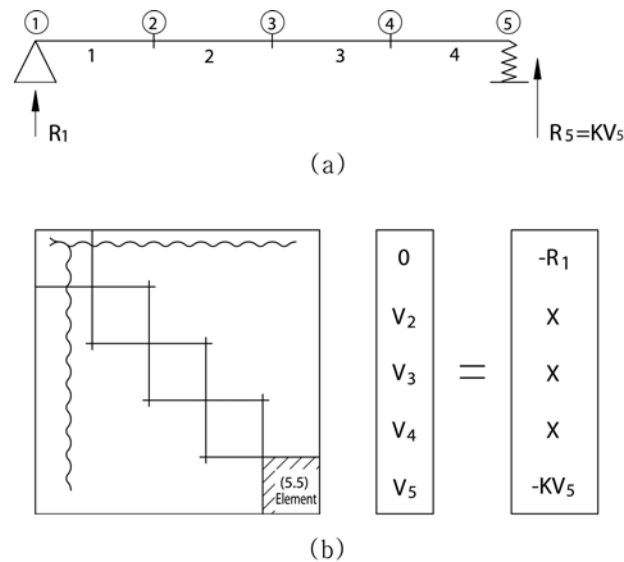 1 2 3 4 5
1 2 3 4
R1
R5=KV5
(a)
0 -R1
V2 X
V3 = X
V4 X
(5.5)
Element
V5 -KV5
(b)